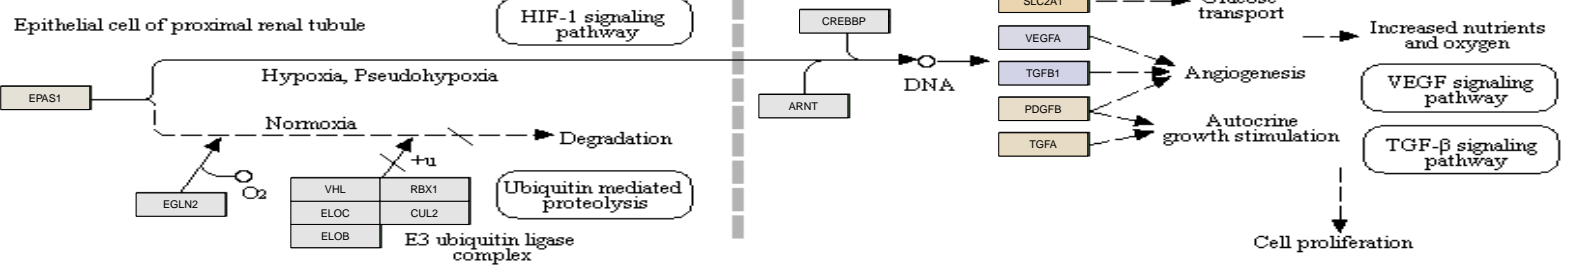 SLC2A1
Glucose
transport
HIF-1 signaling
pathway
Epithelial cell of proximal renal tubule
CREBBP
VEGFA
Increased nutrients
and oxygen
Hypoxia, Pseudohypoxia
DNA
TGFB1
Angiogenesis
VEGF signaling
pathway
EPAS1
ARNT
PDGFB
Normoxia
Degradation
Autocrine
growth stimulation
TGFA
TGF-β signaling
pathway
+u
O2
VHL
RBX1
Ubiquitin mediated
proteolysis
EGLN2
ELOC
CUL2
ELOB
E3 ubiquitin ligase
complex
Cell proliferation